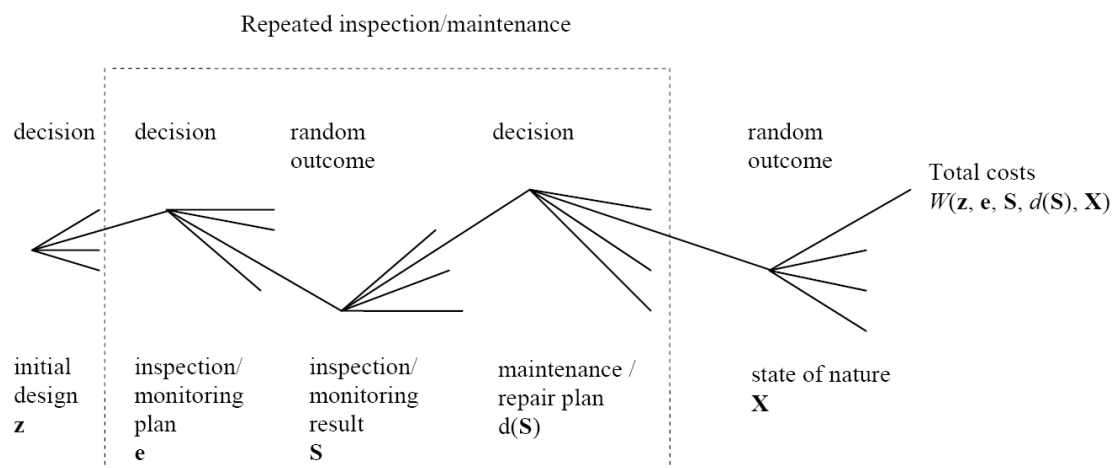 Repeated inspection/maintenance
decision
decision
random
outcome
decision
random
outcome
Total costs
W(z, e, S, d(S), X)
initial
design
z
inspection/
monitoring
plan
e
inspection/
monitoring
result
S
maintenance /
repair plan
d(S)
state of nature
X